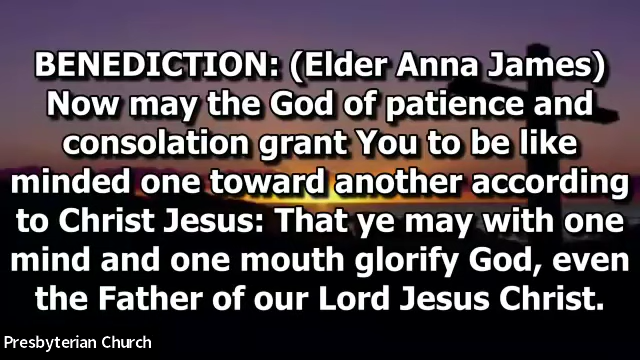 BENEDICTION: (Elder Anna James)
Now may the God of patience and
consolation grant You to be like
minded one toward another according
to Christ Jesus: That ye may with one
mind and one mouth glorify God, even
the Father of our Lord Jesus Christ.
Presbyterian Church